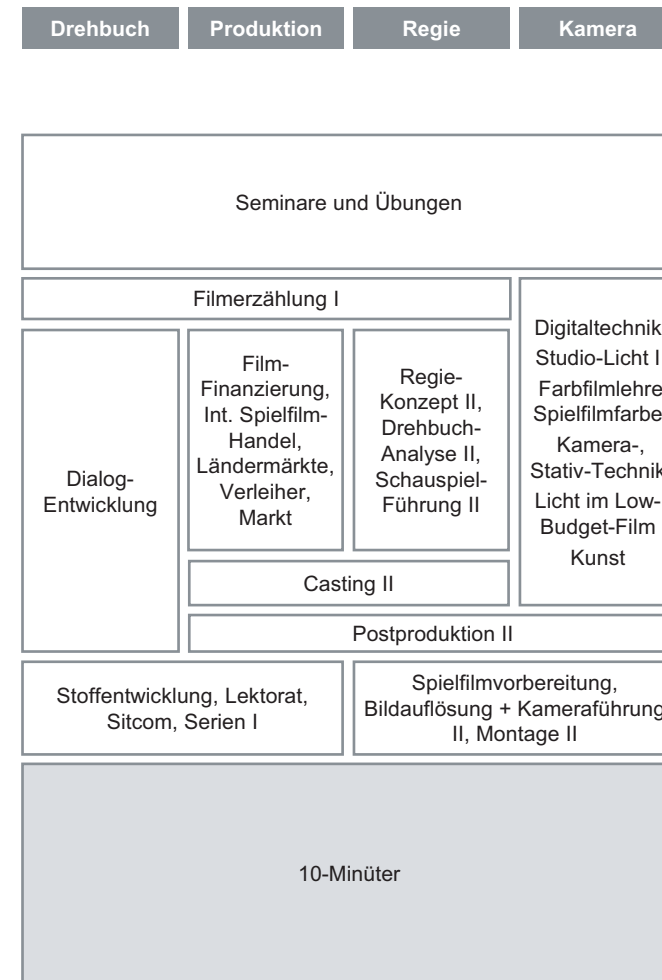 Drehbuch
Produktion
Regie
Kamera
Seminare und Übungen
Filmerzählung I
Dialog-
Entwicklung
Film-
Finanzierung,
Int. Spielfilm-
Handel,
Ländermärkte,
Verleiher,
Markt
Regie-
Konzept II,
Drehbuch-
Analyse II,
Schauspiel-
Führung II
Digitaltechnik
Studio-Licht I
Farbfilmlehre
Spielfilmfarbe
Kamera-,
Stativ-Technik
Licht im Low-
Budget-Film
Kunst
Casting II
Postproduktion II
Stoffentwicklung, Lektorat,
Sitcom, Serien I
Spielfilmvorbereitung,
Bildauflösung + Kameraführung
II, Montage II
10-Minüter